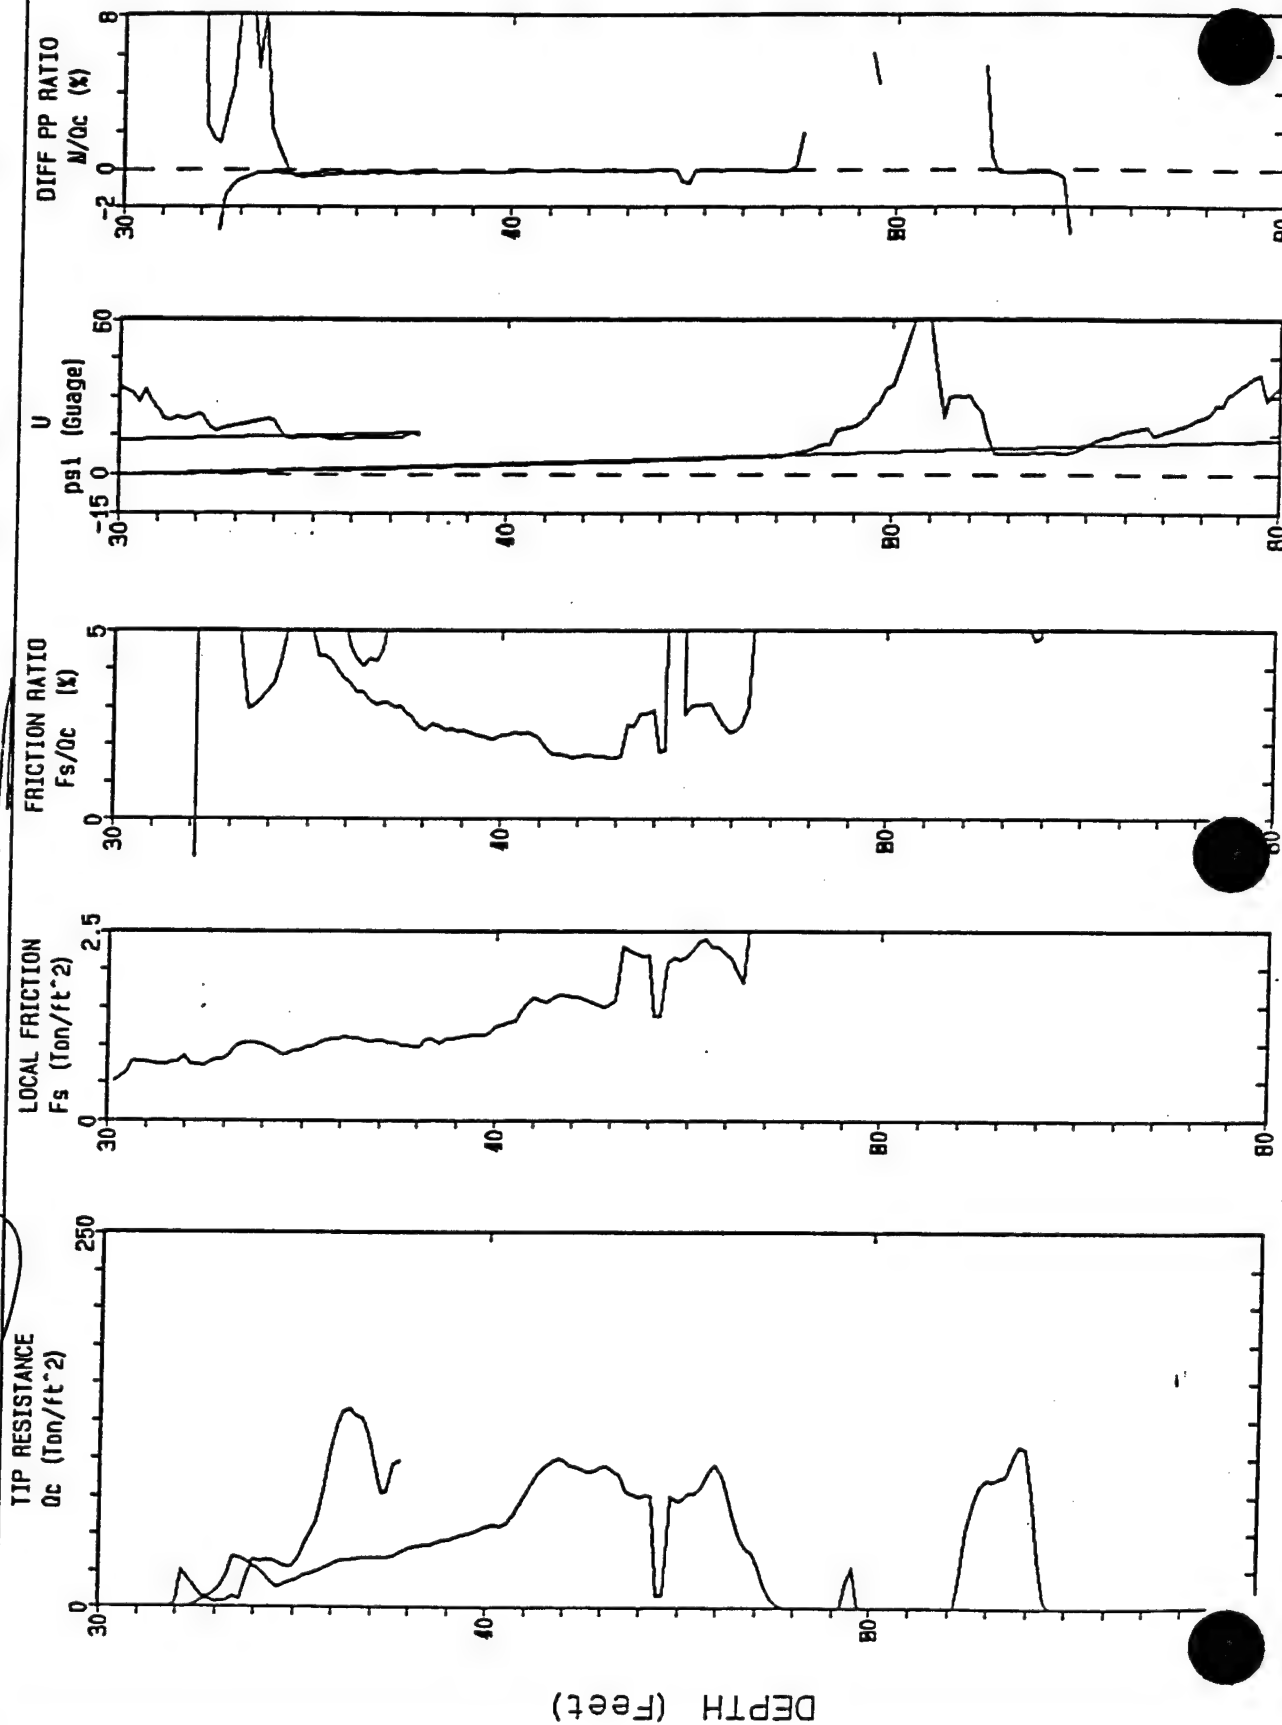 DEPTH (Feet)
TIP RESISTANCE
Qc (Ton/ft^2)
0
250
30
40
LOCAL FRICTION
Fs (Ton/ft^2)
0
2.5
30
40
FRICTION RATIO
Fs/Qc (%)
0
5
30
40
U
psi (Guage)
-15
0
60
30
40
DIFF PP RATIO
N/Qc (%)
-2
0
8
30
40